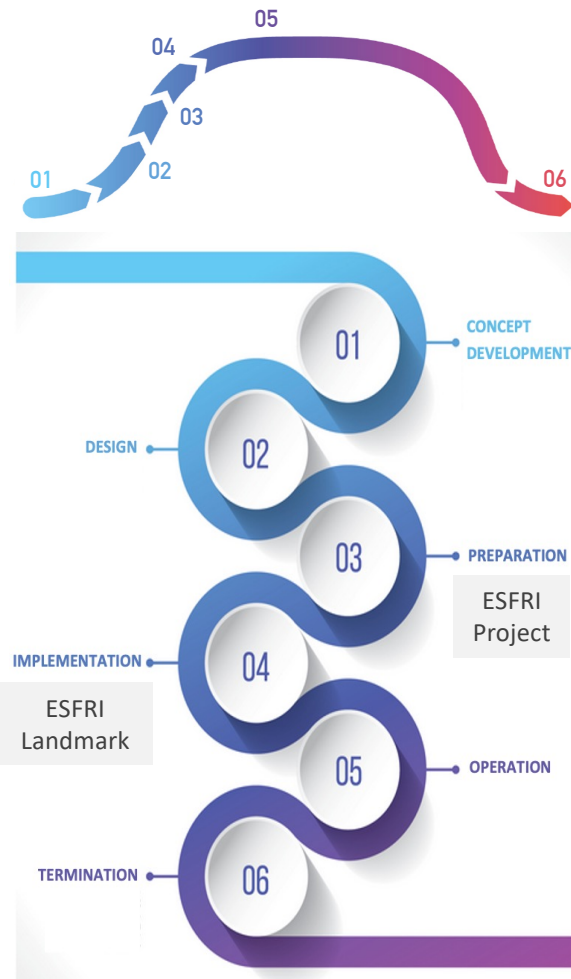 05
04
03
02
01
06
01
CONCEPT
DEVELOPMENT
DESIGN
02
03
PREPARATION
ESFRI
Project
IMPLEMENTATION
04
ESFRI
Landmark
05
OPERATION
TERMINATION
06